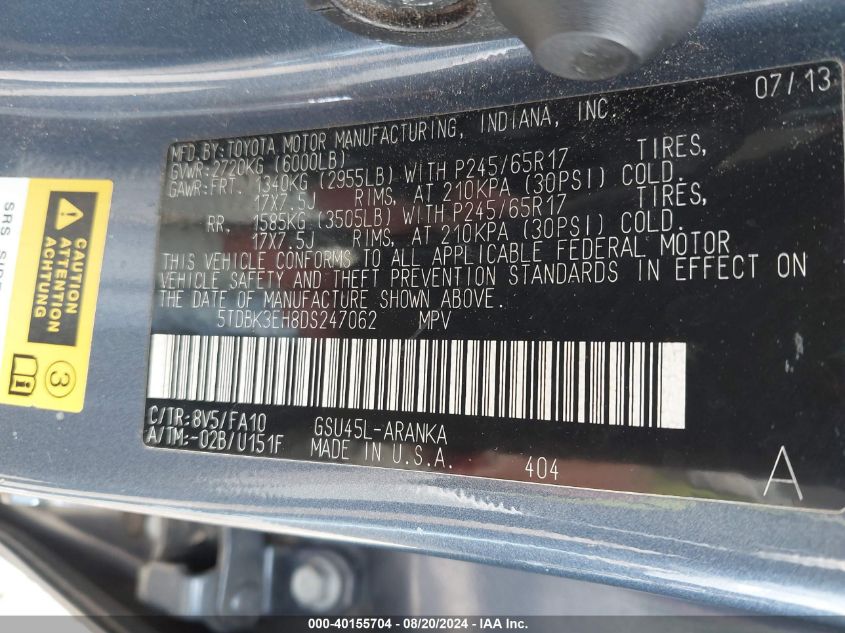 07/13
MFD.BY:TOYOTA MOTOR MANUFACTURING, INDIANA, INC.
GVWR:2720KG (6000LB)
GAWR:FRT. 1340KG (2955LB) WITH P245/65R17 TIRES,
17X7.5J RIMS, AT 210KPA (30PSI) COLD.
RR. 1585KG (3505LB) WITH P245/65R17 TIRES,
17X7.5J RIMS, AT 210KPA (30PSI) COLD.
THIS VEHICLE CONFORMS TO ALL APPLICABLE FEDERAL MOTOR
VEHICLE SAFETY AND THEFT PREVENTION STANDARDS IN EFFECT ON
THE DATE OF MANUFACTURE SHOWN ABOVE.
5TDBK3EH8DS247062 MPV
C/TR:8V5/FA10 GSU45L-ARANKA
A/TM:-02B/U151F MADE IN U.S.A. 404
A
CAUTION
ATTENTION
ACHTUNG
3
SRS
000-40155704 - 08/20/2024 - IAA Inc.